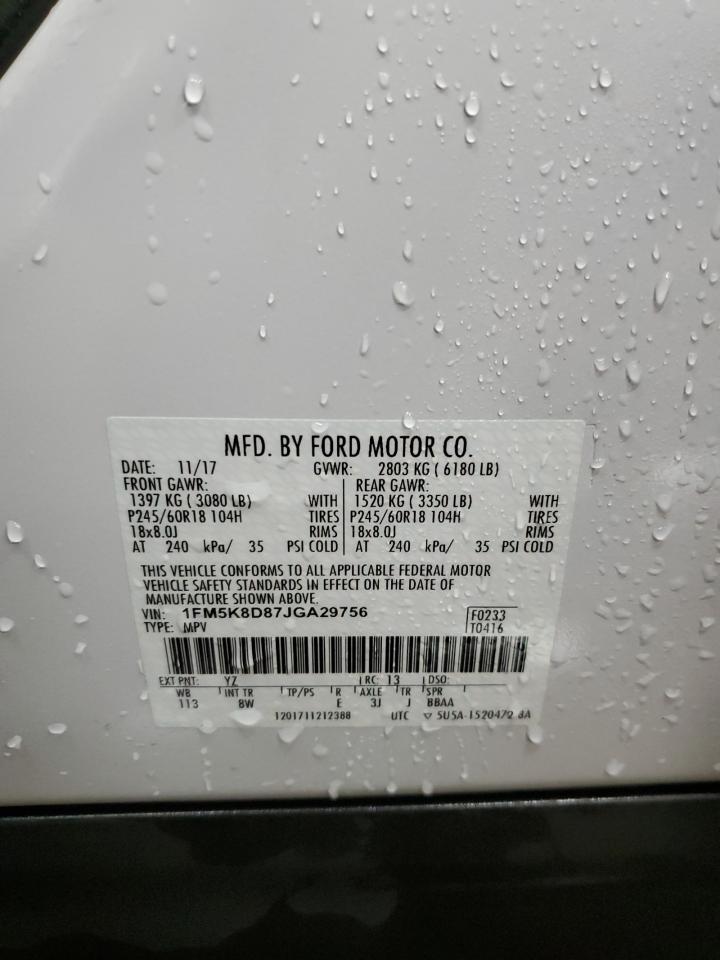 MFD. BY FORD MOTOR CO.
DATE: 11/17 GVWR: 2803 KG ( 6180 LB)
FRONT GAWR: REAR GAWR:
1397 KG ( 3080 LB) WITH 1520 KG ( 3350 LB) WITH
P245/60R18 104H TIRES P245/60R18 104H TIRES
18x8.0J RIMS 18x8.0J RIMS
AT 240 kPa/ 35 PSI COLD AT 240 kPa/ 35 PSI COLD
THIS VEHICLE CONFORMS TO ALL APPLICABLE FEDERAL MOTOR
VEHICLE SAFETY STANDARDS IN EFFECT ON THE DATE OF
MANUFACTURE SHOWN ABOVE.
VIN: 1FM5K8D87JGA29756 F0233
TYPE: MPV T0416
EXT PNT: YZ RC: 13 DSO:
WB INT TR TP/PS R AXLE TR SPR
113 8W E 3J J BBAA
1201711212388 UTC